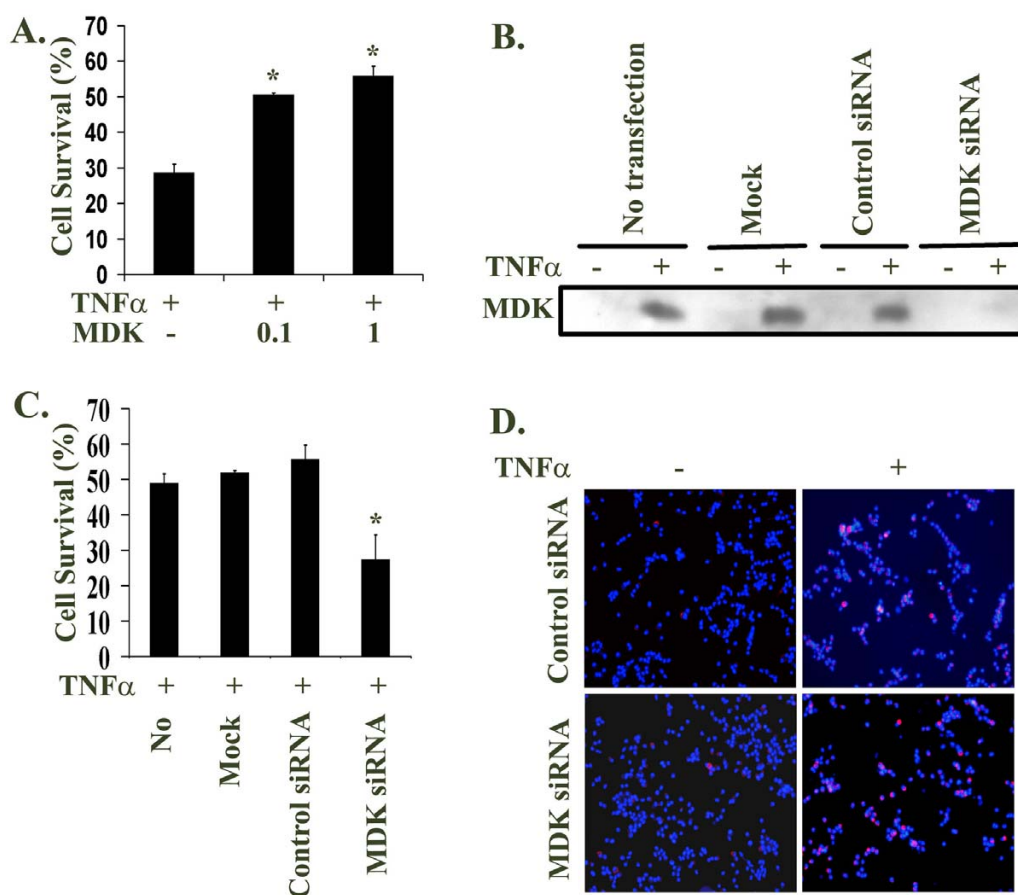 A.
Cell Survival (%)
70
60
50
40
30
20
10
0
*
*
TNFα + + +
MDK - 0.1 1
B.
No transfection
Mock
Control siRNA
MDK siRNA
TNFα - + - + - + - +
MDK
C.
Cell Survival (%)
70
60
50
40
30
20
10
0
*
TNFα + + + +
No
Mock
Control siRNA
MDK siRNA
D.
TNFα - +
Control siRNA
MDK siRNA